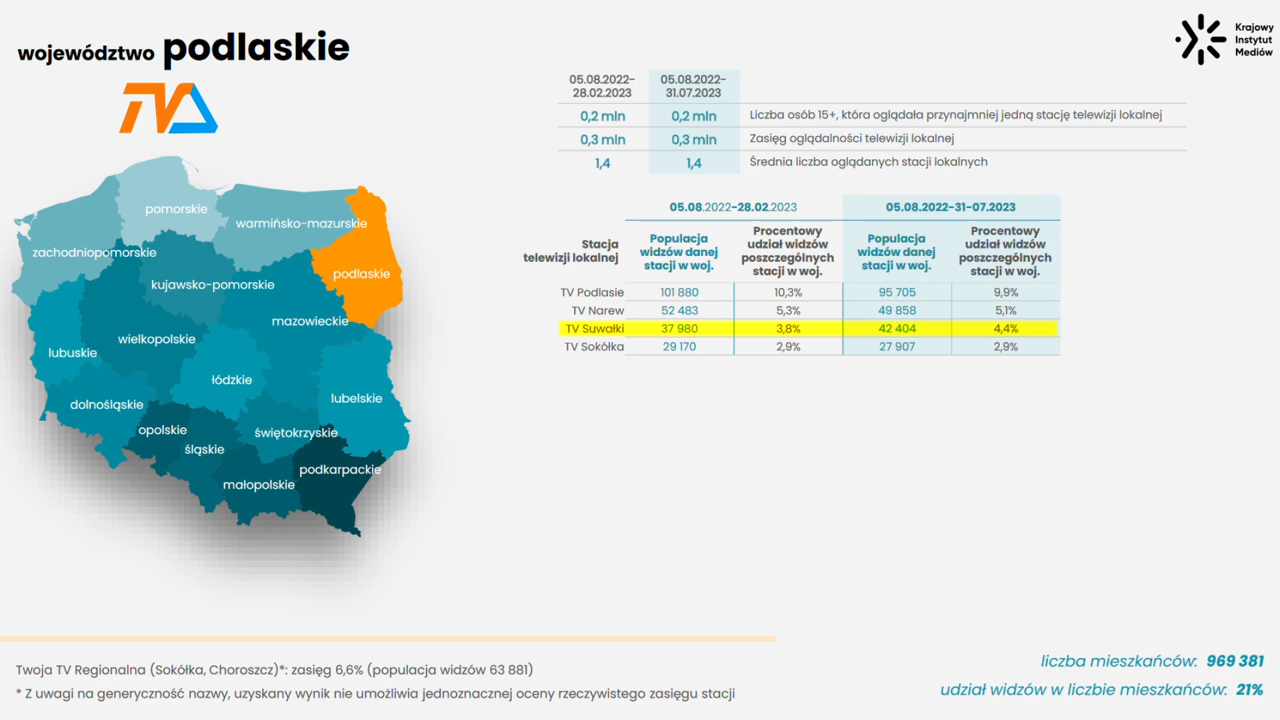 województwo podlaskie
TVA
Krajowy
Instytut
Mediów
05.08.2022- 05.08.2022-
28.02.2023 31.07.2023
0,2 mln 0,2 mln Liczba osób 15+, która oglądała przynajmniej jedną stację telewizji lokalnej
0,3 mln 0,3 mln Zasięg oglądalności telewizji lokalnej
1,4 1,4 Średnia liczba oglądanych stacji lokalnych
pomorskie
warmińsko-mazurskie
zachodniopomorskie
podlaskie
kujawsko-pomorskie
mazowieckie
wielkopolskie
lubuskie
łódzkie
lubelskie
dolnośląskie
opolskie
świętokrzyskie
śląskie
podkarpackie
małopolskie
05.08.2022-28.02.2023 05.08.2022-31-07.2023
Stacja
telewizji lokalnej
Populacja
widzów danej
stacji w woj.
Procentowy
udział widzów
poszczególnych
stacji w woj.
Populacja
widzów danej
stacji w woj.
Procentowy
udział widzów
poszczególnych
stacji w woj.
TV Podlasie 101 880 10,3% 95 705 9,9%
TV Narew 52 483 5,3% 49 858 5,1%
TV Suwałki 37 980 3,8% 42 404 4,4%
TV Sokółka 29 170 2,9% 27 907 2,9%
Twoja TV Regionalna (Sokółka, Choroszcz)*: zasięg 6,6% (populacja widzów 63 881)
* Z uwagi na generyczność nazwy, uzyskany wynik nie umożliwia jednoznacznej oceny rzeczywistego zasięgu stacji
liczba mieszkańców: 969 381
udział widzów w liczbie mieszkańców: 21%